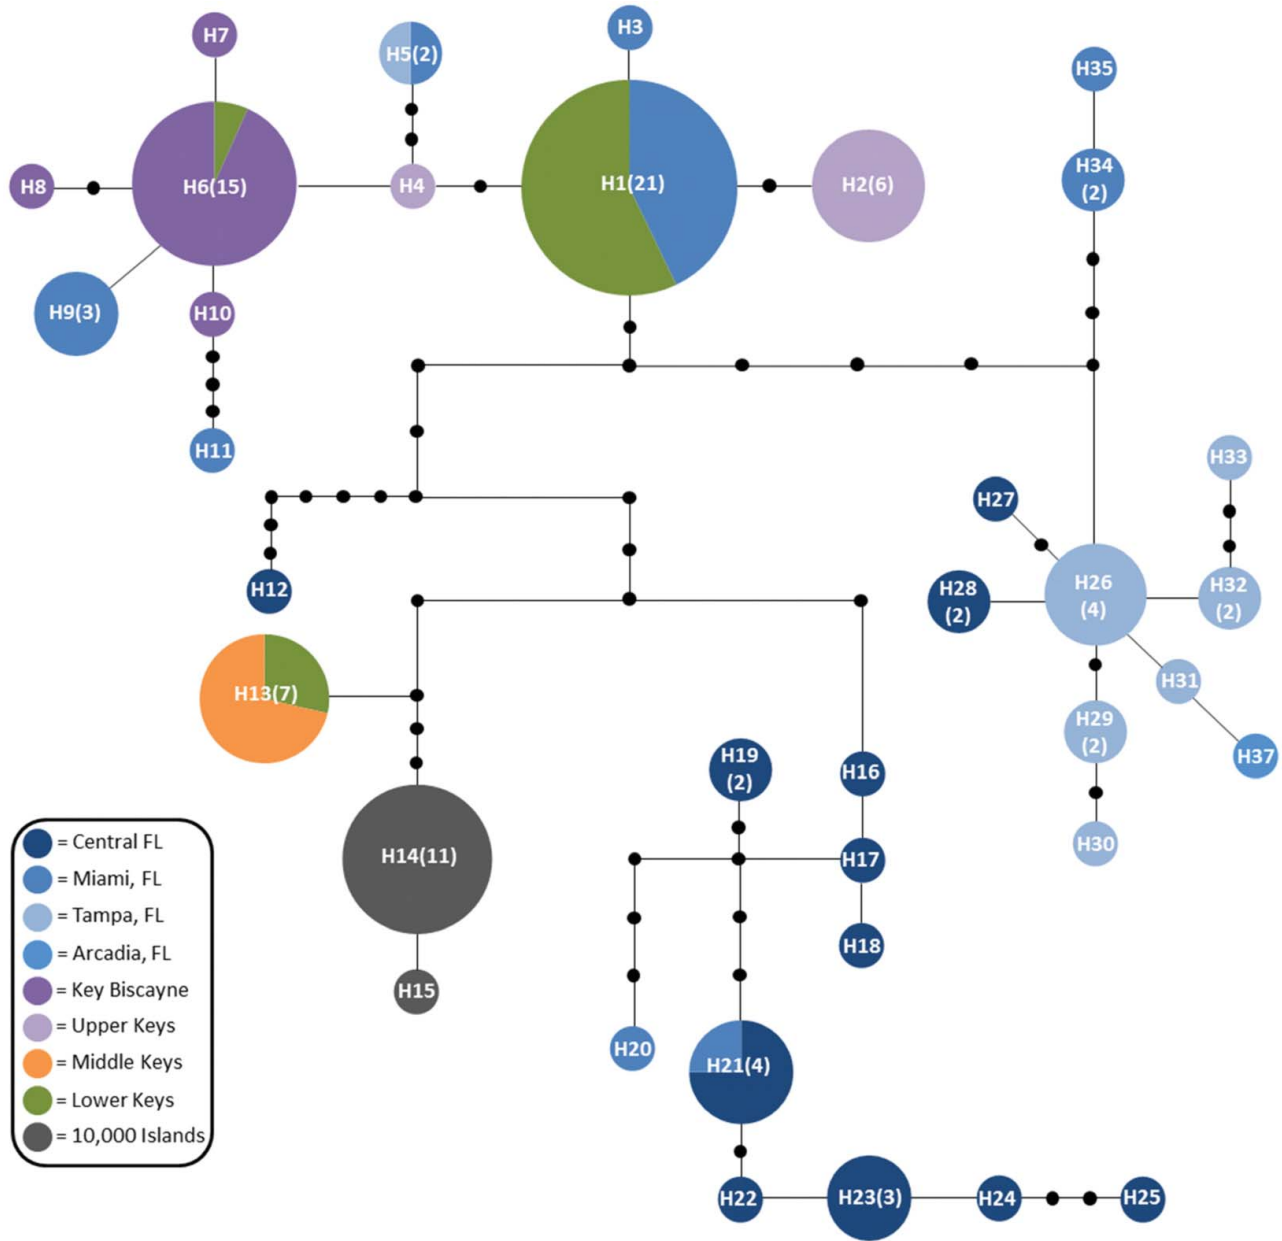 H7
H5(2)
H3
H35
H8
H6(15)
H4
H1(21)
H2(6)
H34
(2)
H9(3)
H10
H11
H33
H27
H12
H28
(2)
H26
(4)
H32
(2)
H13(7)
H31
H29
(2)
H37
H19
(2)
H16
H30
H14(11)
H17
H18
H15
H20
H21(4)
H22
H23(3)
H24
H25
= Central FL
= Miami, FL
= Tampa, FL
= Arcadia, FL
= Key Biscayne
= Upper Keys
= Middle Keys
= Lower Keys
= 10,000 Islands